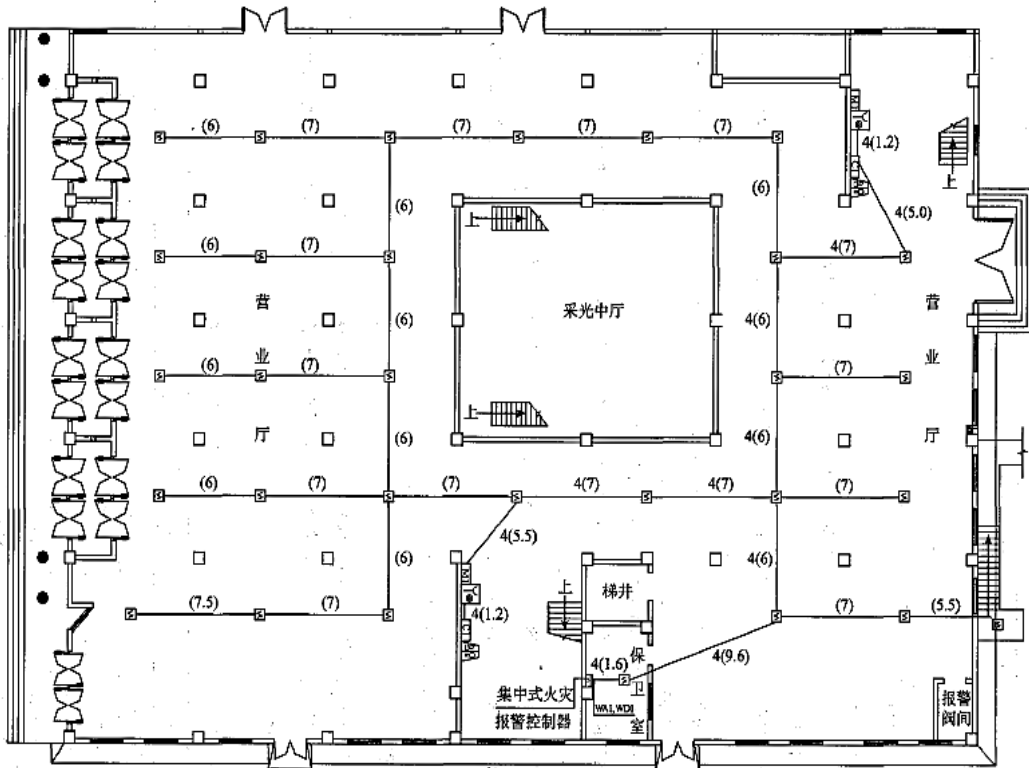 (6)
(7)
(7)
(7)
(7)
4(1.2)
上
(6)
(6)
上
4(5.0)
(6)
(7)
4(7)
营业厅
采光中厅
营业厅
(6)
4(6)
(6)
(7)
(7)
上
(6)
4(6)
(6)
(7)
(7)
4(7)
4(7)
(7)
4(5.5)
(6)
4(6)
上
梯井
(7.5)
(7)
4(1.2)
(7)
(5.5)
4(9.6)
4(1.6)
保卫室
集中式火灾
报警控制器
WA1,WD1
报警
阀间